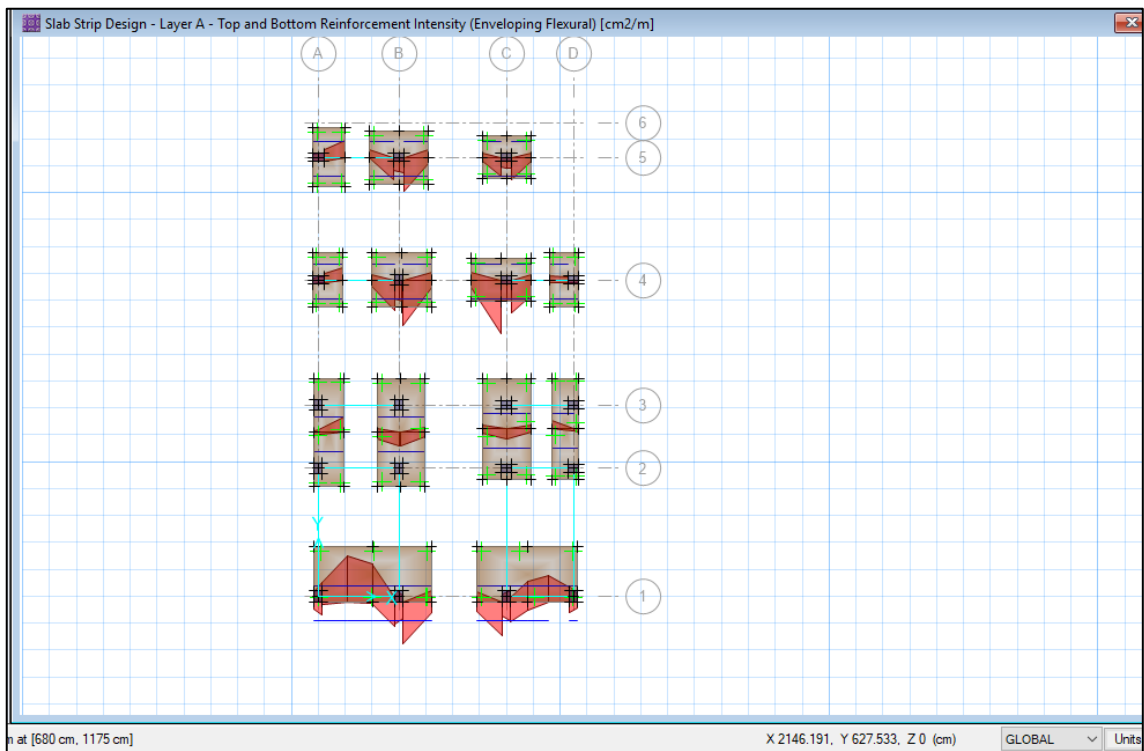 Slab Strip Design - Layer A - Top and Bottom Reinforcement Intensity (Enveloping Flexural) [cm2/m]
A B C D
6
5
4
3
2
Y
X
1
n at [680 cm, 1175 cm] X 2146.191, Y 627.533, Z 0 (cm) GLOBAL Units